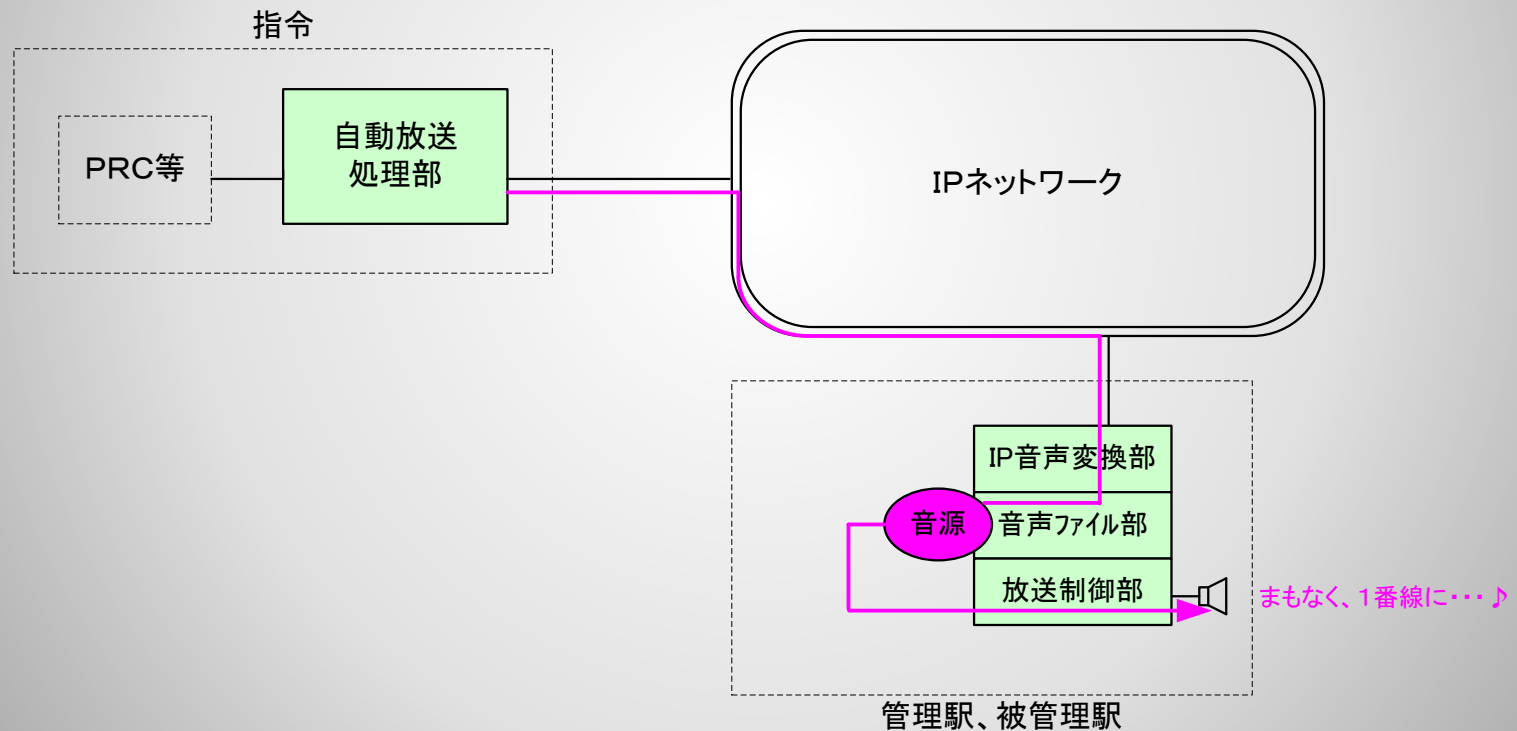 指令
PRC等
自動放送
処理部
IPネットワーク
IP音声変換部
音源
音声ファイル部
放送制御部
まもなく、1番線に・・・♪
管理駅、被管理駅